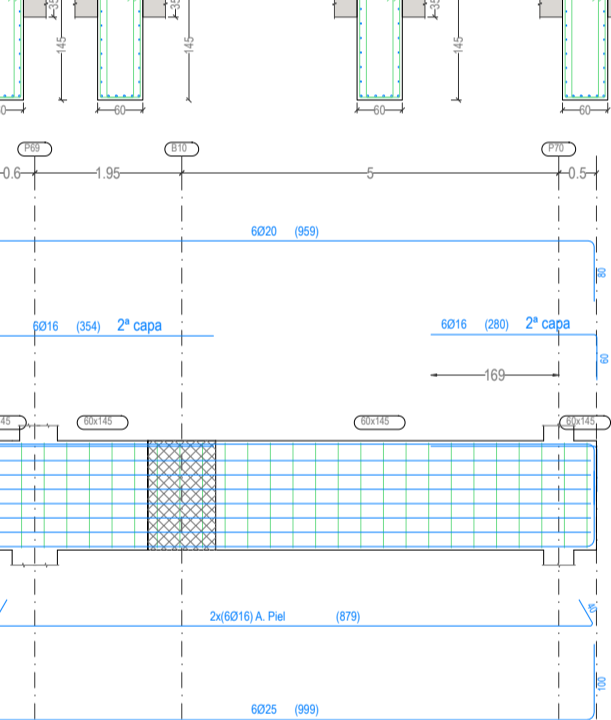 35 35 35
145 145 145
60 60 60
P69 B10 P70
0.6 1.95 5 0.5
6Ø20 (959)
80
6Ø16 (354) 2ª capa 6Ø16 (280) 2ª capa
60
169
60x145 60x145 60x145
2x(6Ø16) A. Piel (879)
40
100
6Ø25 (999)